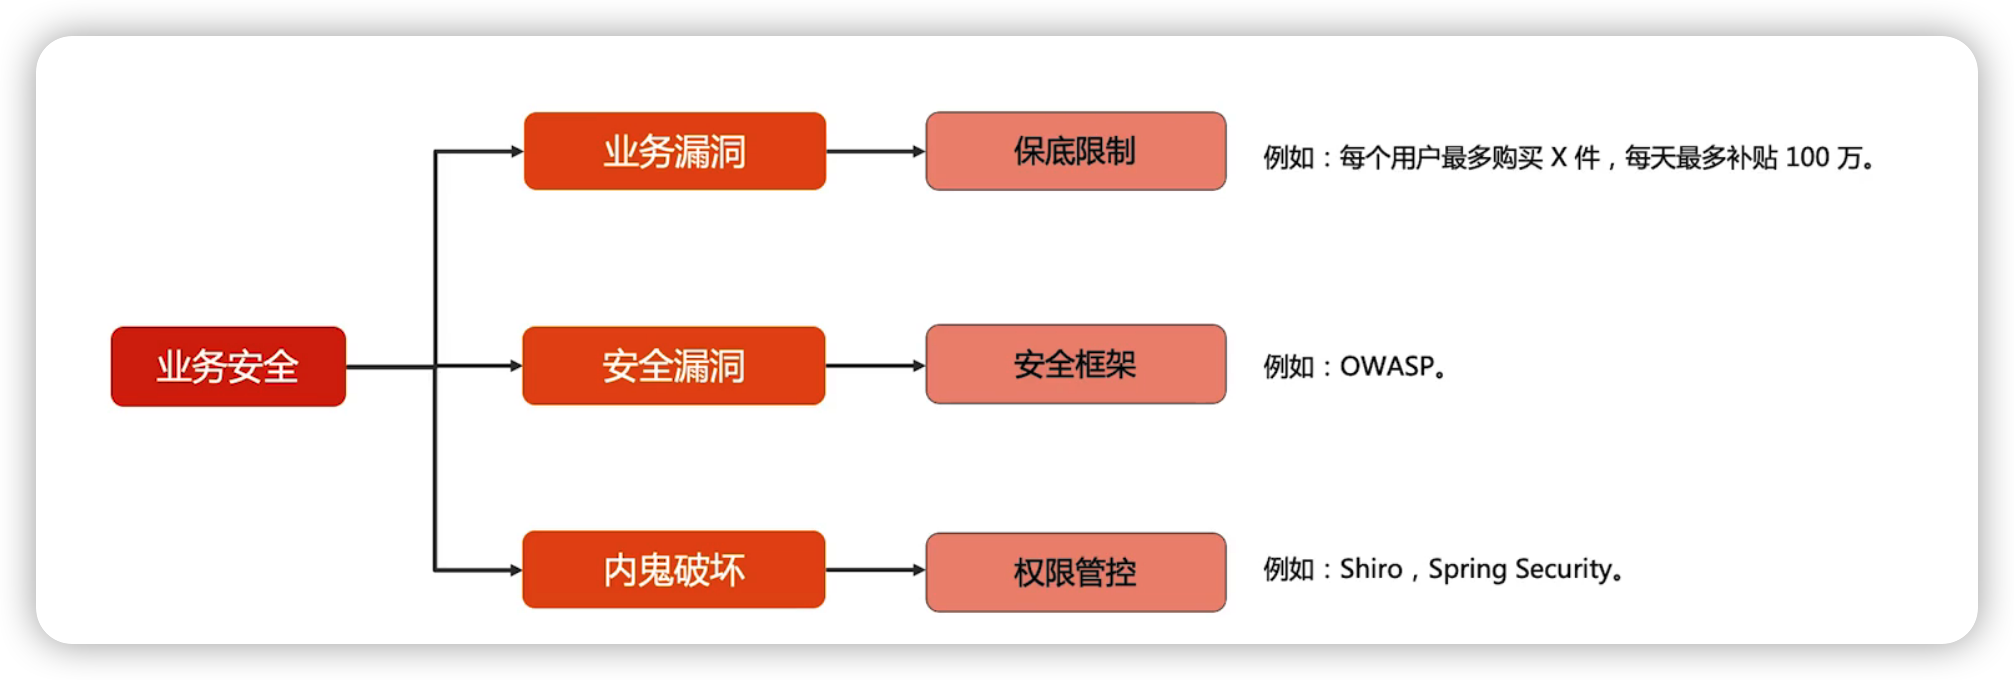 业务漏洞
保底限制
例如：每个用户最多购买 X 件，每天最多补贴 100 万。
业务安全
安全漏洞
安全框架
例如：OWASP。
内鬼破坏
权限管控
例如：Shiro，Spring Security。